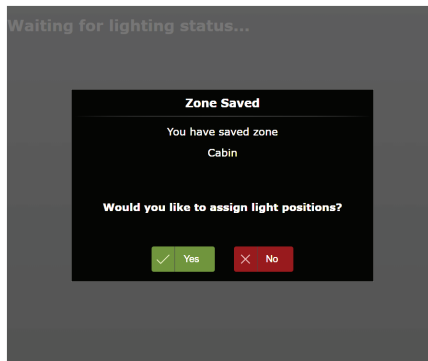 Waiting for lighting status...
Zone Saved
You have saved zone
Cabin
Would you like to assign light positions?
Yes
No